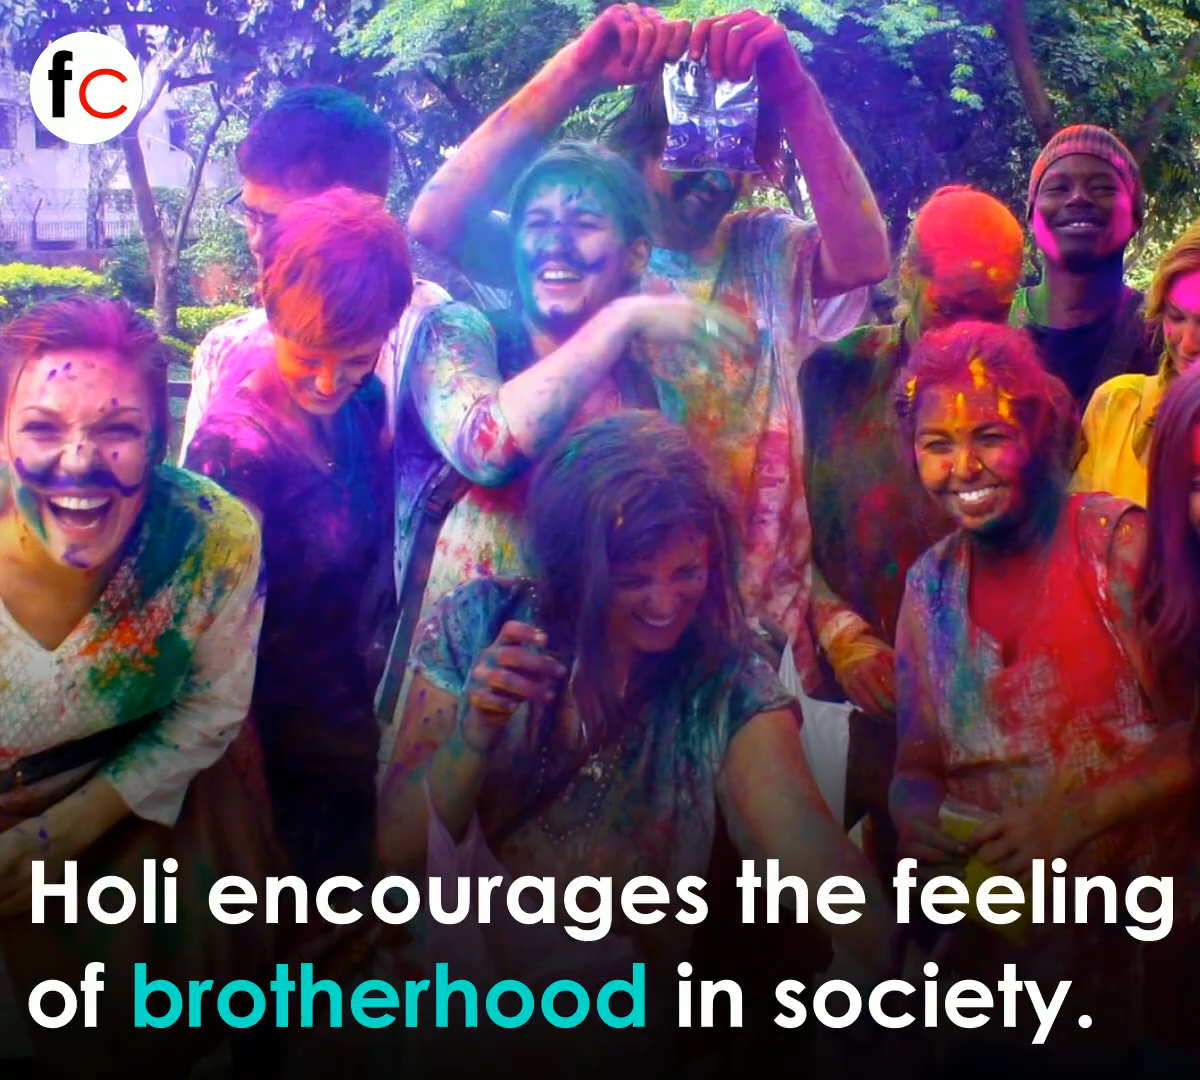 fc
Holi encourages the feeling
of brotherhood in society.